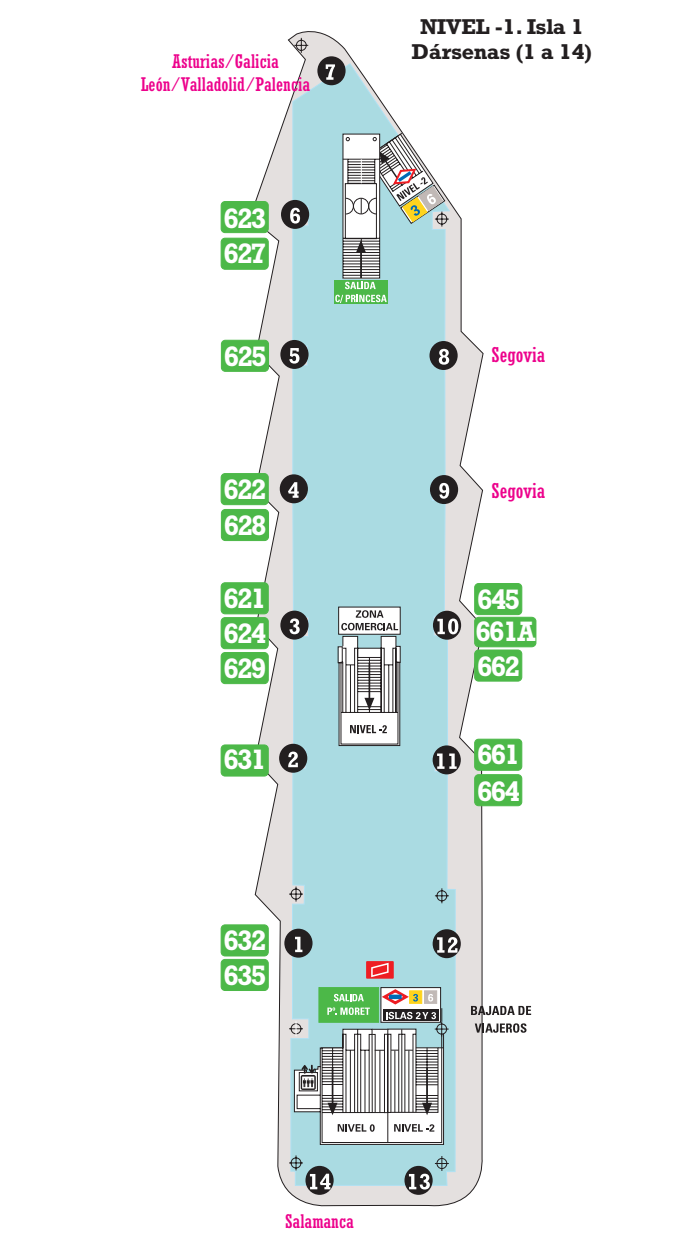 NIVEL -1. Isla 1
Dársenas (1 a 14)
Asturias/Galicia
León/Valladolid/Palencia
7
NIVEL -2
3 6
623
627
6
SALIDA
C/ PRINCESA
625
5
8
Segovia
622
628
4
9
Segovia
621
624
629
3
ZONA
COMERCIAL
NIVEL -2
10
645
661A
662
631
2
11
661
664
632
635
1
12
SALIDA
Pº. MORET
3 6
ISLAS 2 Y 3
BAJADA DE
VIAJEROS
NIVEL 0
NIVEL -2
14
13
Salamanca